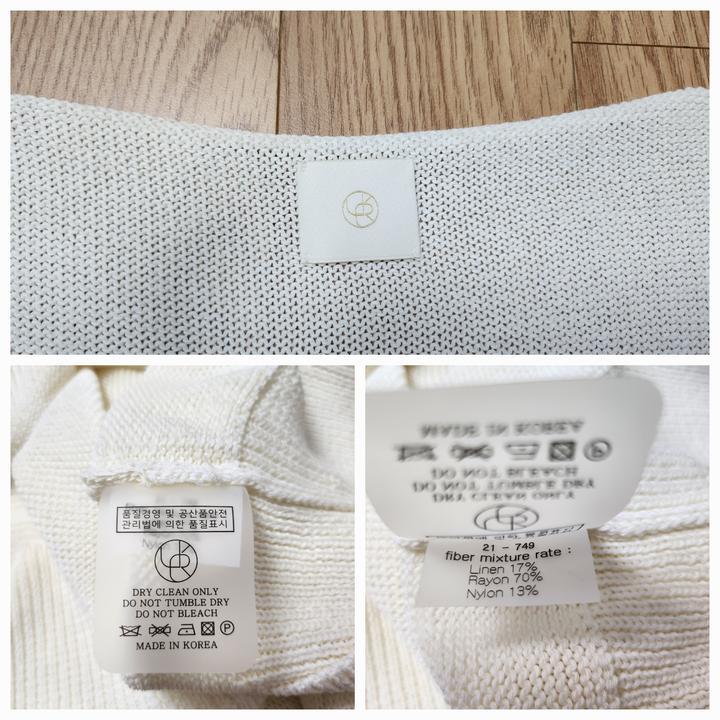 품질경영 및 공산품안전
관리법에 의한 품질표시
DRY CLEAN ONLY
DO NOT TUMBLE DRY
DO NOT BLEACH
MADE IN KOREA
MADE IN KOREA
DO NOT BLEACH
DO NOT TUMBLE DRY
DRY CLEAN ONLY
21 - 749
fiber mixture rate :
Linen 17%
Rayon 70%
Nylon 13%